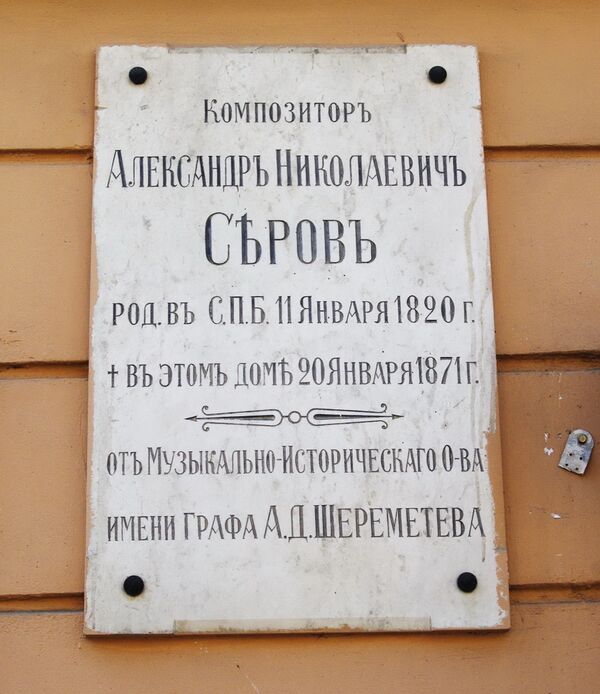 Композиторъ
Александръ Николаевичъ
Сѣровъ
род. въ С.П.Б. 11 Января 1820 г.
† въ этомъ домѣ 20 Января 1871 г.
отъ Музыкально-Историческаго О-ва
имени Графа А.Д.Шереметева